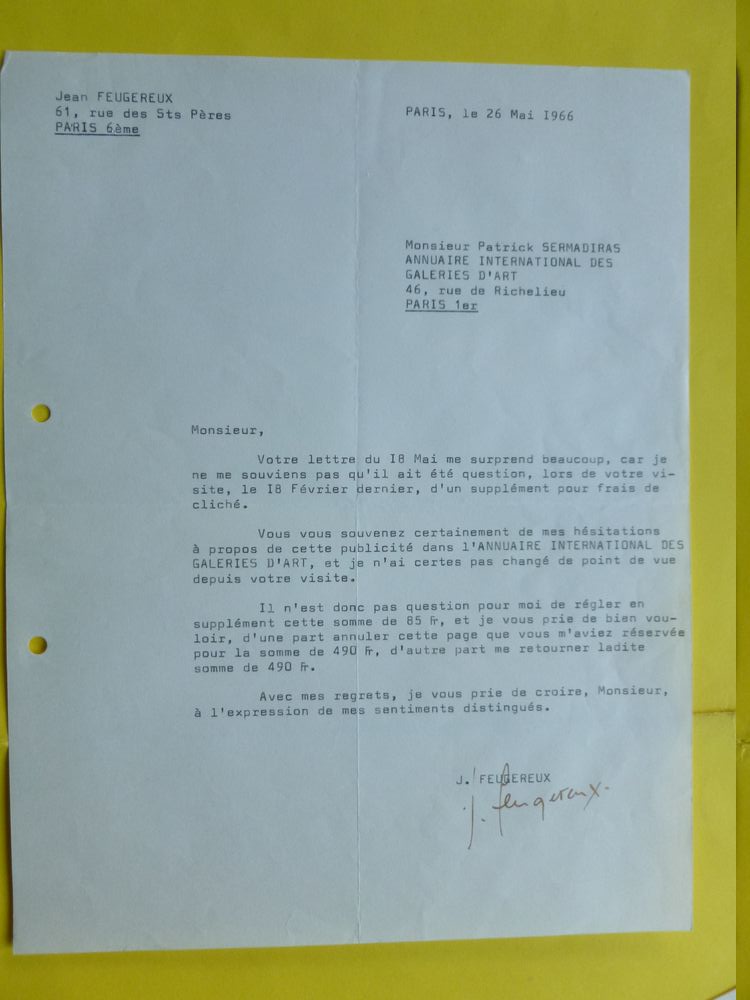 Jean FEUGEREUX
61, rue des Sts Pères
PARIS 6ème
PARIS, le 26 Mai I966
Monsieur Patrick SERMADIRAS
ANNUAIRE INTERNATIONAL DES
GALERIES D'ART
46, rue de Richelieu
PARIS 1er
Monsieur,
Votre lettre du I8 Mai me surprend beaucoup, car je
ne me souviens pas qu'il ait été question, lors de votre vi-
site, le I8 Février dernier, d'un supplément pour frais de
cliché.
Vous vous souvenez certainement de mes hésitations
à propos de cette publicité dans l'ANNUAIRE INTERNATIONAL DES
GALERIES D'ART, et je n'ai certes pas changé de point de vue
depuis votre visite.
Il n'est donc pas question pour moi de régler en
supplément cette somme de 85 Fr, et je vous prie de bien vou-
loir, d'une part annuler cette page que vous m'aviez réservée
pour la somme de 490 Fr, d'autre part me retourner ladite
somme de 490 Fr.
Avec mes regrets, je vous prie de croire, Monsieur,
à l'expression de mes sentiments distingués.
J. FEUGEREUX
J. Feugereux.